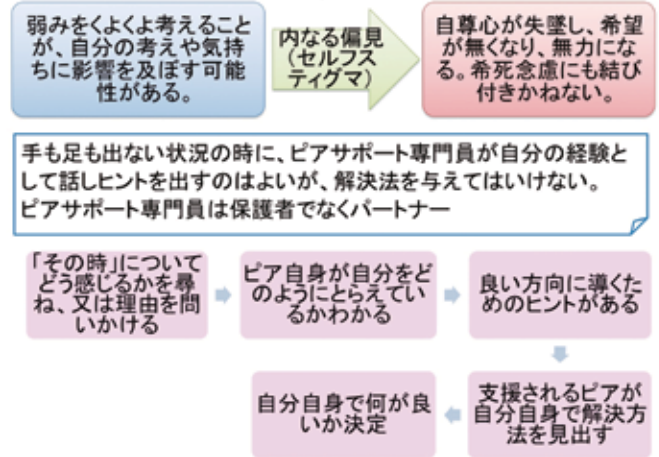 弱みをくよくよ考えること
が、自分の考えや気持
ちに影響を及ぼす可能
性がある。
内なる偏見
(セルフス
ティグマ)
自尊心が失墜し、希望
が無くなり、無力にな
る。希死念慮にも結び
付きかねない。
手も足も出ない状況の時に、ピアサポート専門員が自分の経験と
して話しヒントを出すのはよいが、解決法を与えてはいけない。
ピアサポート専門員は保護者でなくパートナー
「その時」について
どう感じるかを尋
ね、又は理由を問
いかける
ピア自身が自分をど
のようにとらえてい
るかわかる
良い方向に導くた
めのヒントがある
支援されるピアが
自分自身で解決方
法を見出す
自分自身で何が良
いか決定